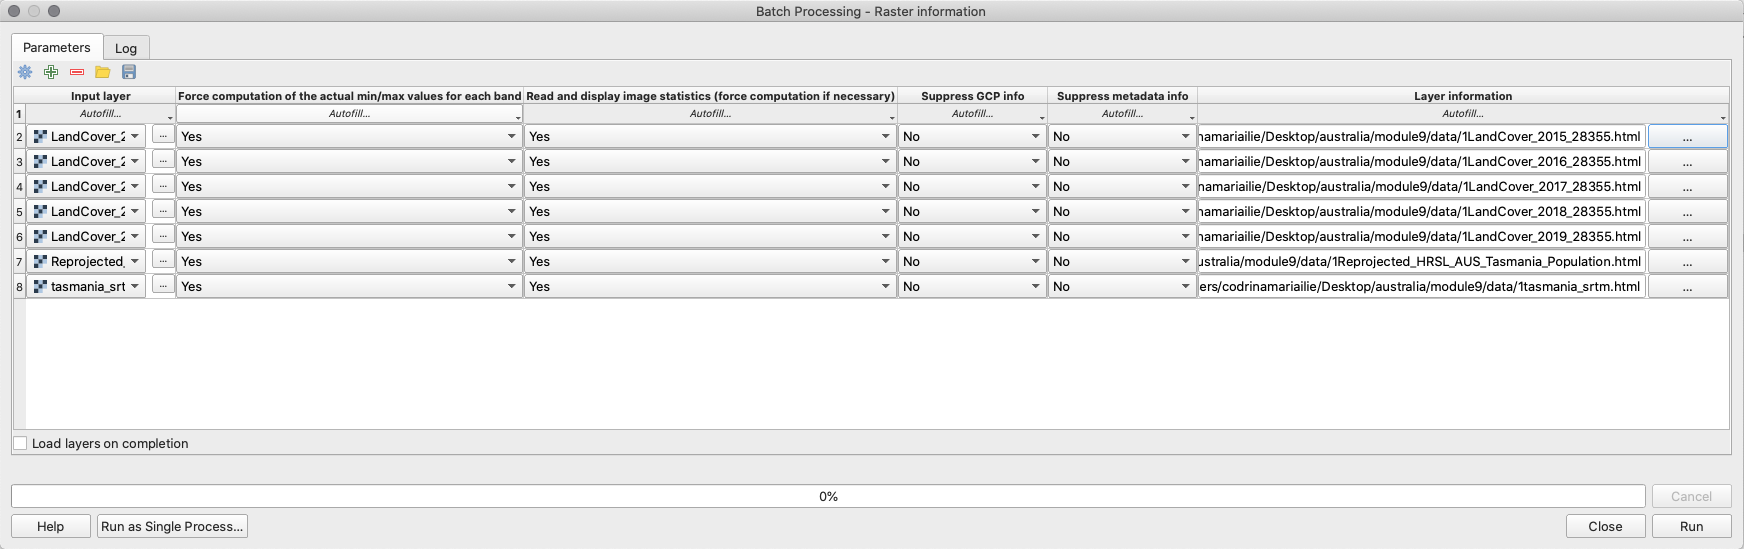 Batch Processing - Raster information
Parameters Log
Input layer Force computation of the actual min/max values for each band Read and display image statistics (force computation if necessary) Suppress GCP info Suppress metadata info Layer information
1 Autofill... Autofill... Autofill... Autofill... Autofill... Autofill...
2 LandCover_2 ... Yes Yes No No namariailie/Desktop/australia/module9/data/1LandCover_2015_28355.html ...
3 LandCover_2 ... Yes Yes No No namariailie/Desktop/australia/module9/data/1LandCover_2016_28355.html ...
4 LandCover_2 ... Yes Yes No No namariailie/Desktop/australia/module9/data/1LandCover_2017_28355.html ...
5 LandCover_2 ... Yes Yes No No namariailie/Desktop/australia/module9/data/1LandCover_2018_28355.html ...
6 LandCover_2 ... Yes Yes No No namariailie/Desktop/australia/module9/data/1LandCover_2019_28355.html ...
7 Reprojected_ ... Yes Yes No No ustralia/module9/data/1Reprojected_HRSL_AUS_Tasmania_Population.html ...
8 tasmania_srt ... Yes Yes No No ers/codrinamariailie/Desktop/australia/module9/data/1tasmania_srtm.html ...
Load layers on completion
0% Cancel
Help Run as Single Process... Close Run